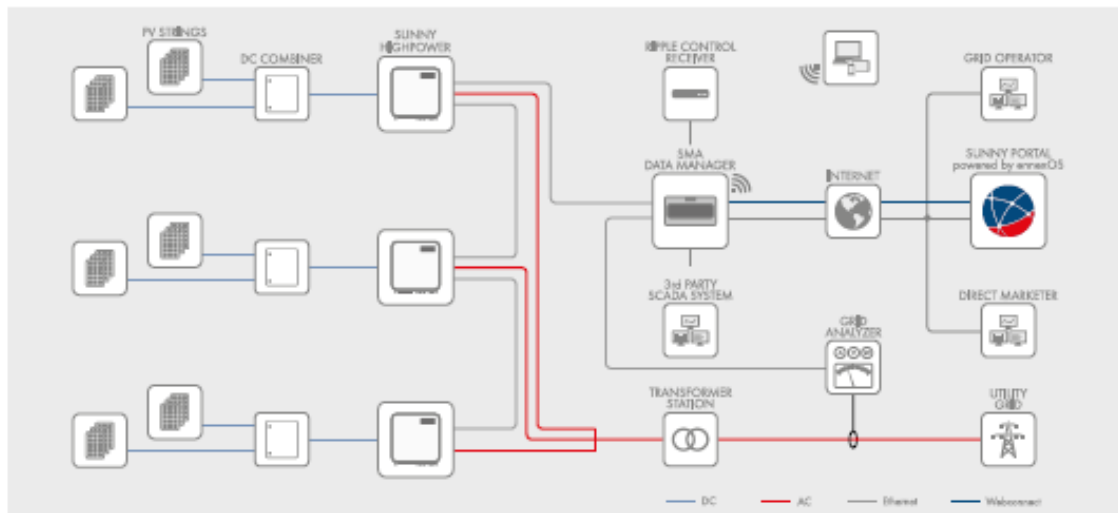 PV STRINGS
DC COMBINER
SUNNY
HIGHPOWER
RIPPLE CONTROL
RECEIVER
GRID OPERATOR
SMA
DATA MANAGER
INTERNET
SUNNY PORTAL
powered by ennexOS
3rd PARTY
SCADA SYSTEM
GRID
ANALYZER
DIRECT MARKETER
TRANSFORMER
STATION
UTILITY
GRID
DC
AC
Ethernet
Webconnect